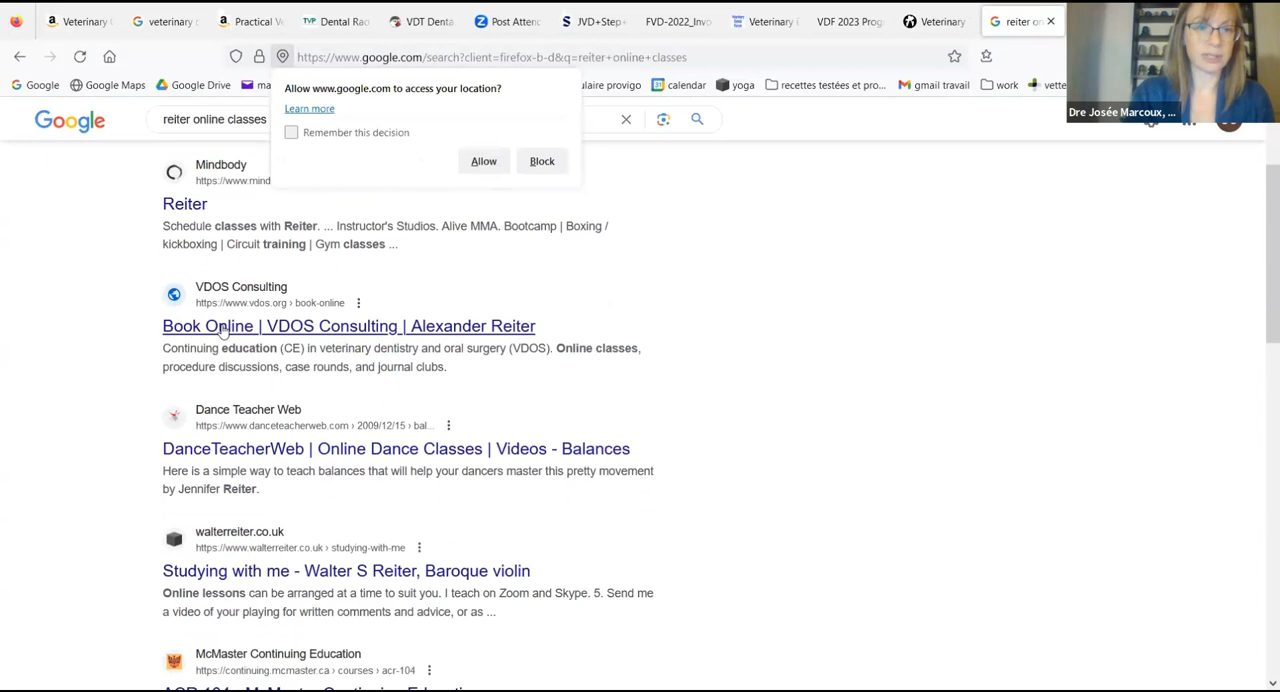 Veterinary
veterinary
Practical Ve
Dental Rad
VDT Denta
Post Attend
JVD+Step
FVD-2022_Invo
Veterinary
VDF 2023 Prog
Veterinary
reiter on
https://www.google.com/search?client=firefox-b-d&q=reiter+online+classes
Google
Google Maps
Google Drive
ma
ulaire provigo
calendar
yoga
recettes testées et pro...
gmail travail
work
vette
Dre Josée Marcoux, ...
Allow www.google.com to access your location?
Learn more
Remember this decision
Allow
Block
Google
reiter online classes
Mindbody
https://www.mind
Reiter
Schedule classes with Reiter. ... Instructor's Studios. Alive MMA. Bootcamp | Boxing /
kickboxing | Circuit training | Gym classes ...
VDOS Consulting
https://www.vdos.org › book-online
Book Online | VDOS Consulting | Alexander Reiter
Continuing education (CE) in veterinary dentistry and oral surgery (VDOS). Online classes,
procedure discussions, case rounds, and journal clubs.
Dance Teacher Web
https://www.danceteacherweb.com › 2009/12/15 › bal...
DanceTeacherWeb | Online Dance Classes | Videos - Balances
Here is a simple way to teach balances that will help your dancers master this pretty movement
by Jennifer Reiter.
walterreiter.co.uk
https://www.walterreiter.co.uk › studying-with-me
Studying with me - Walter S Reiter, Baroque violin
Online lessons can be arranged at a time to suit you. I teach on Zoom and Skype. 5. Send me
a video of your playing for written comments and advice, or as ...
McMaster Continuing Education
https://continuing.mcmaster.ca › courses › acr-104